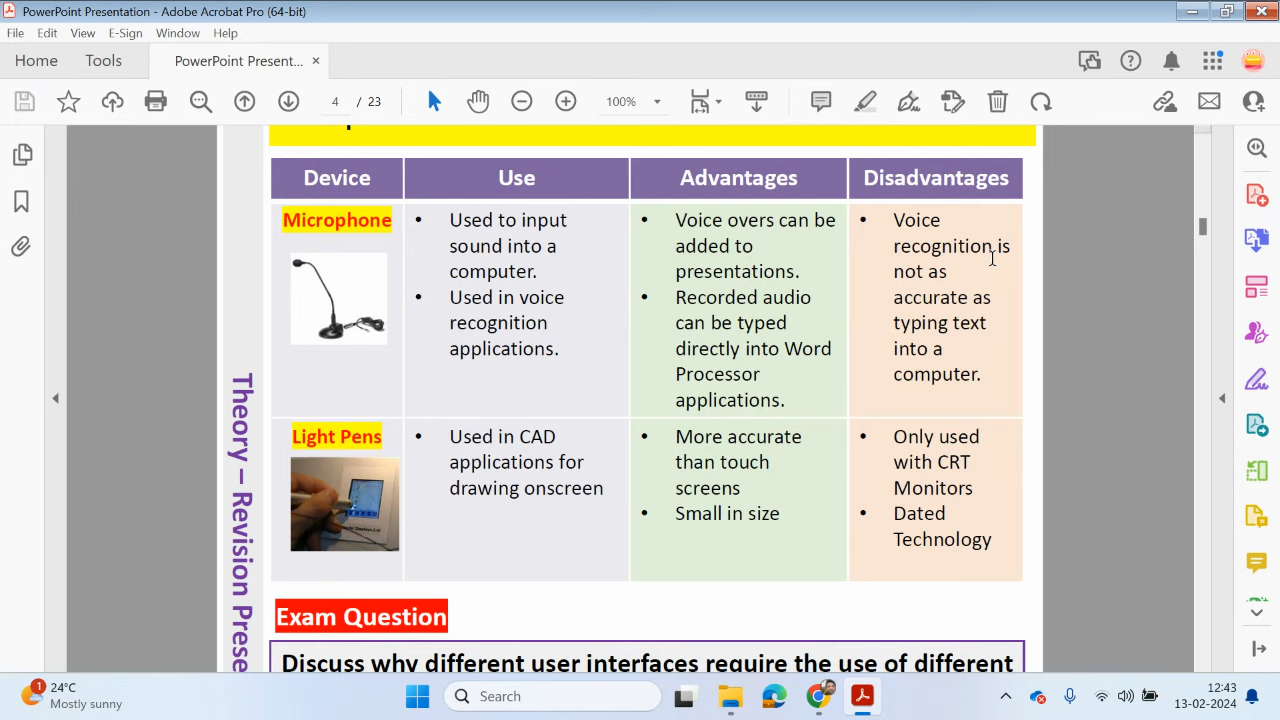 PowerPoint Presentation - Adobe Acrobat Pro (64-bit)
File Edit View E-Sign Window Help
Home Tools PowerPoint Present... ×
4 / 23 100%
Device Use Advantages Disadvantages
Microphone
• Used to input
sound into a
computer.
• Used in voice
recognition
applications.
• Voice overs can be
added to
presentations.
• Recorded audio
can be typed
directly into Word
Processor
applications.
• Voice
recognition is
not as
accurate as
typing text
into a
computer.
Light Pens
• Used in CAD
applications for
drawing onscreen
• More accurate
than touch
screens
• Small in size
• Only used
with CRT
Monitors
• Dated
Technology
Theory – Revision Prese
Exam Question
Discuss why different user interfaces require the use of different
1
24°C
Mostly sunny
Search
12:43
13-02-2024